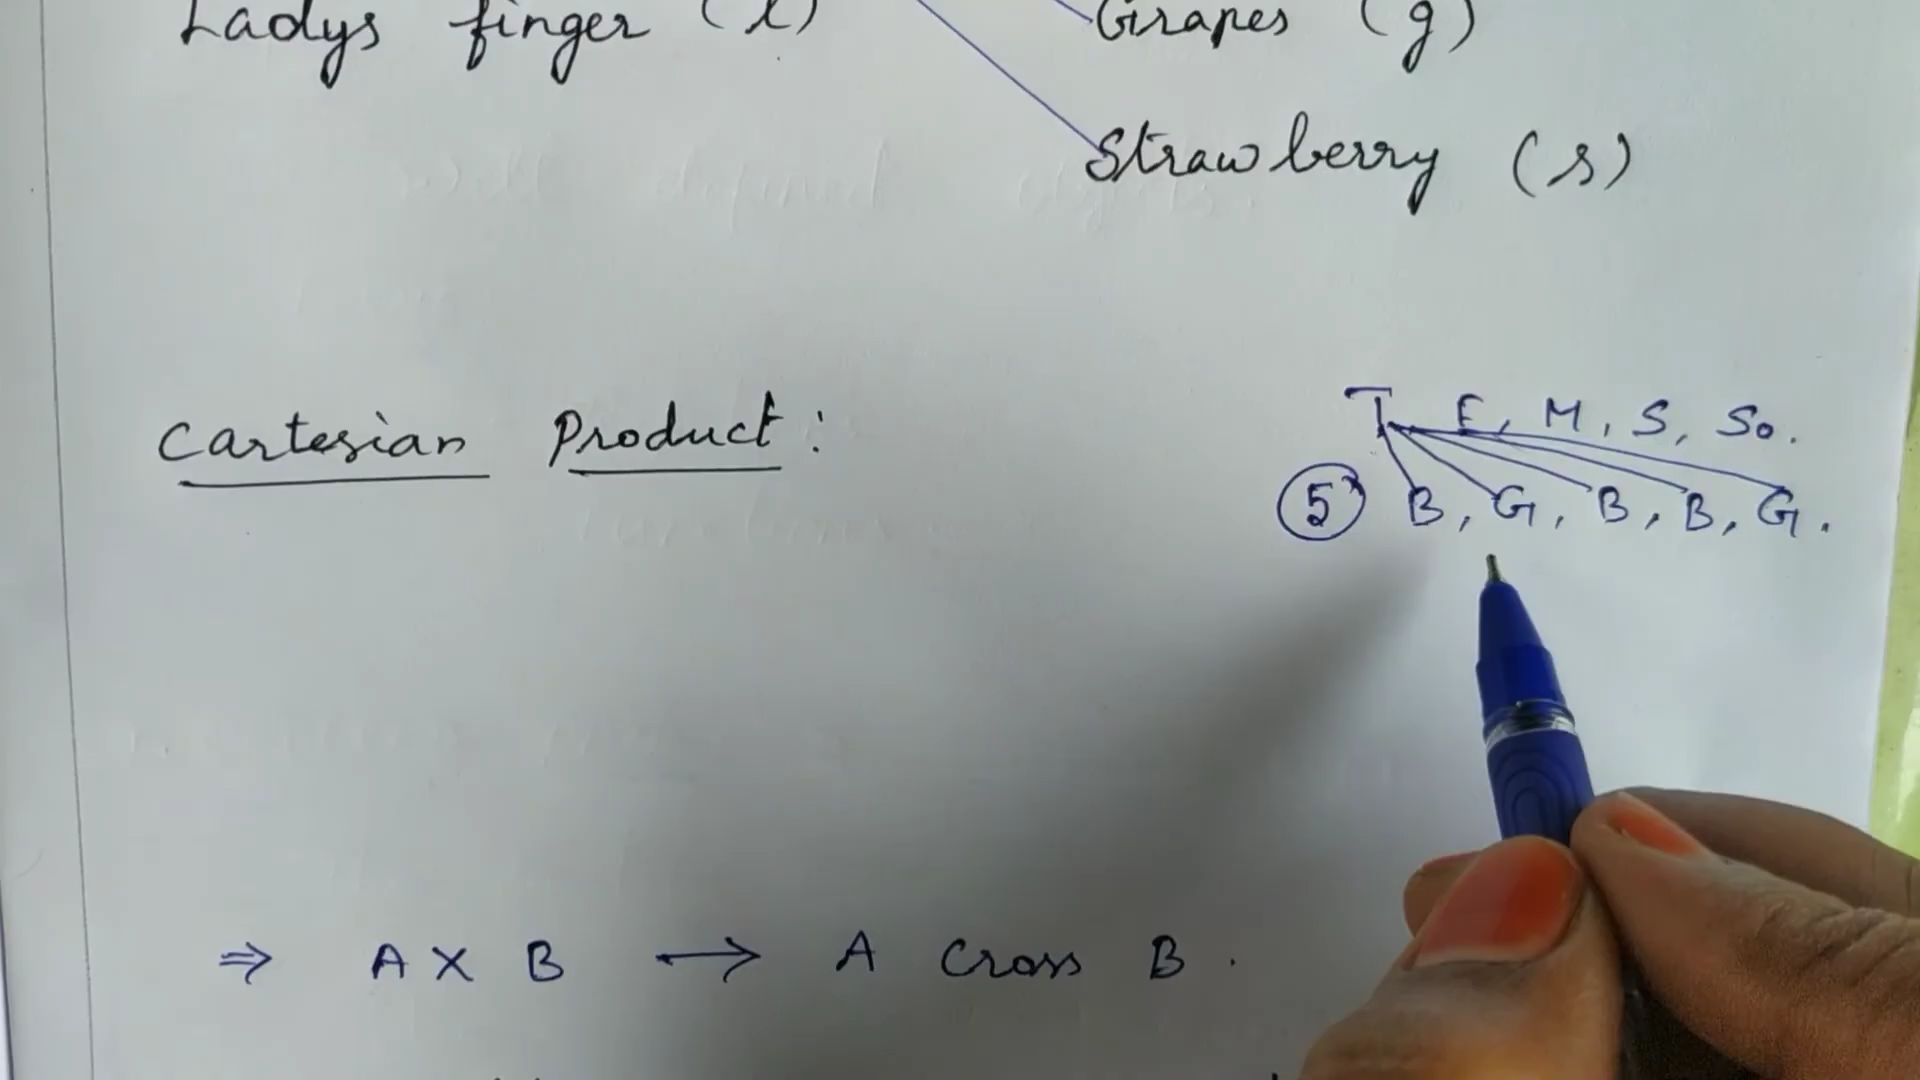 Ladys finger (l) Grapes (g)
Strawberry (s)
Cartesian Product :
T E, M, S, So.
5 B, G, B, B, G.
⇒ A X B → A Cross B .